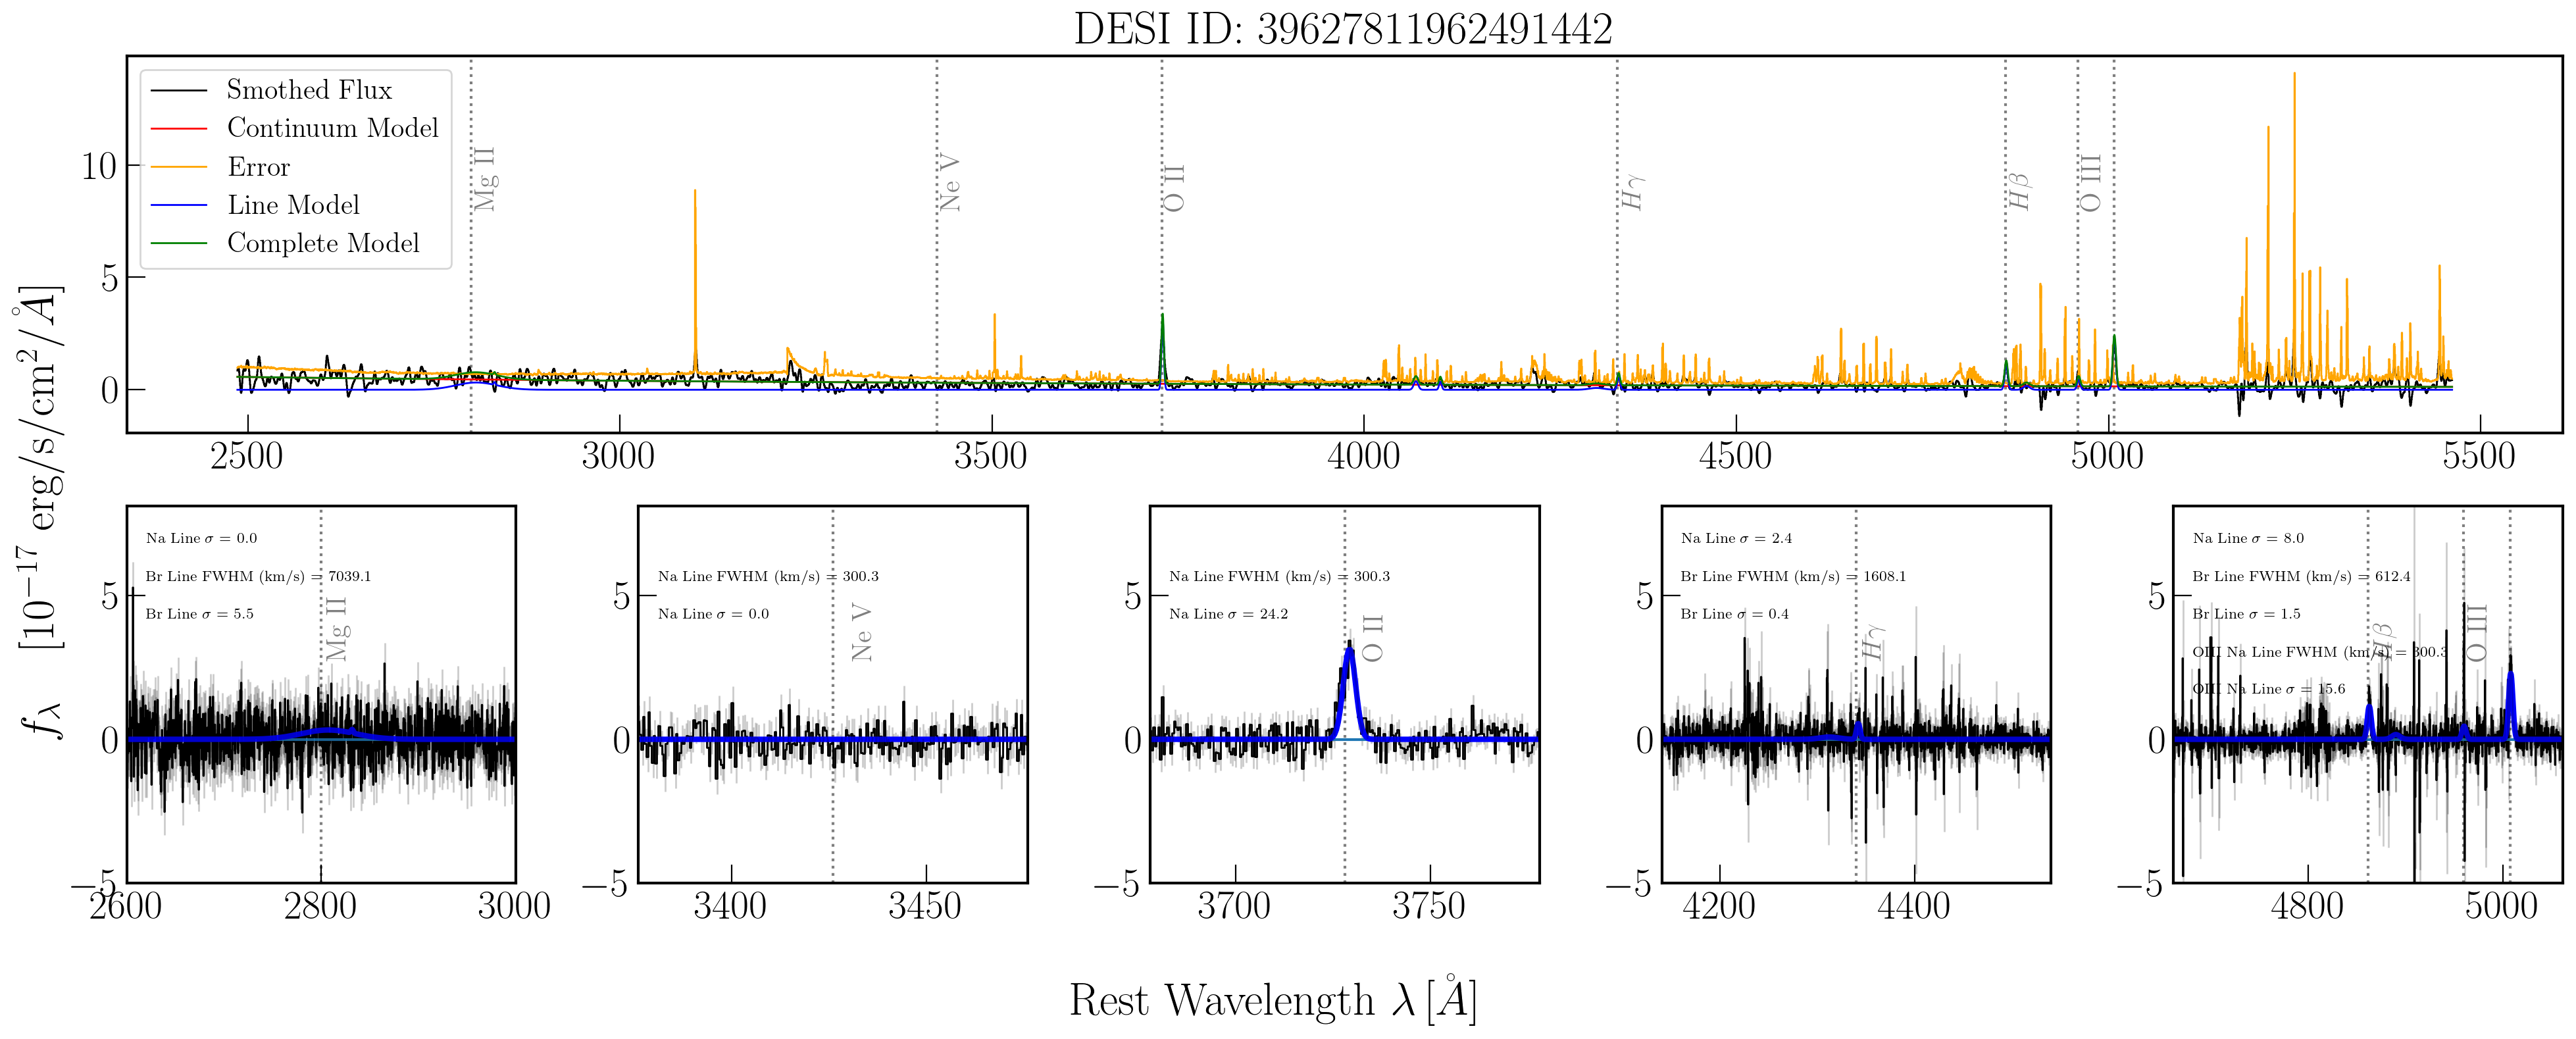 DESI ID: 39627811962491442
Smothed Flux
Continuum Model
Error
Line Model
Complete Model
Mg II
Ne V
O II
Hγ
Hβ
O III
10
5
0
2500 3000 3500 4000 4500 5000 5500
f_λ [10⁻¹⁷ erg/s/cm²/Å]
Na Line σ = 0.0
Br Line FWHM (km/s) = 7039.1
Br Line σ = 5.5
Mg II
5
0
−5
2600 2800 3000
Na Line FWHM (km/s) = 300.3
Na Line σ = 0.0
Ne V
5
0
−5
3400 3450
Na Line FWHM (km/s) = 300.3
Na Line σ = 24.2
O II
5
0
−5
3700 3750
Na Line σ = 2.4
Br Line FWHM (km/s) = 1608.1
Br Line σ = 0.4
Hγ
5
0
−5
4200 4400
Na Line σ = 8.0
Br Line FWHM (km/s) = 612.4
Br Line σ = 1.5
OIII Na Line FWHM (km/s) = 300.3
OIII Na Line σ = 15.6
Hβ
O III
5
0
−5
4800 5000
Rest Wavelength λ [Å]